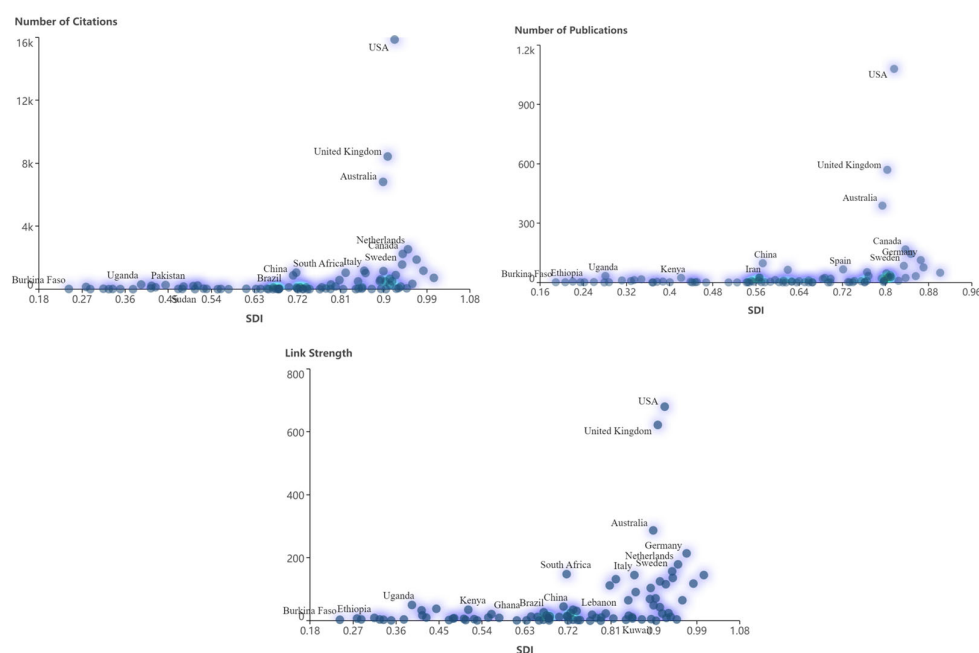 Number of Citations
16k
USA
12k
United Kingdom
8k
Australia
4k
Netherlands
Canada
Sweden
South Africa
Italy
China
Brazil
Uganda
Pakistan
Burkina Faso
0
Sudan
0.18 0.27 0.36 0.45 0.54 0.63 0.72 0.81 0.9 0.99 1.08
SDI
Number of Publications
1.2k
USA
900
United Kingdom
600
Australia
300
Canada
Germany
Sweden
China
Spain
Iran
Kenya
Uganda
Burkina Faso
Ethiopia
0
0.16 0.24 0.32 0.4 0.48 0.56 0.64 0.72 0.8 0.88 0.96
SDI
Link Strength
800
USA
United Kingdom
600
400
Australia
Germany
Netherlands
Sweden
Italy
South Africa
200
Uganda
Kenya
Ghana
Brazil
China
Lebanon
Burkina Faso
Ethiopia
0
Kuwait
0.18 0.27 0.36 0.45 0.54 0.63 0.72 0.81 0.9 0.99 1.08
SDI